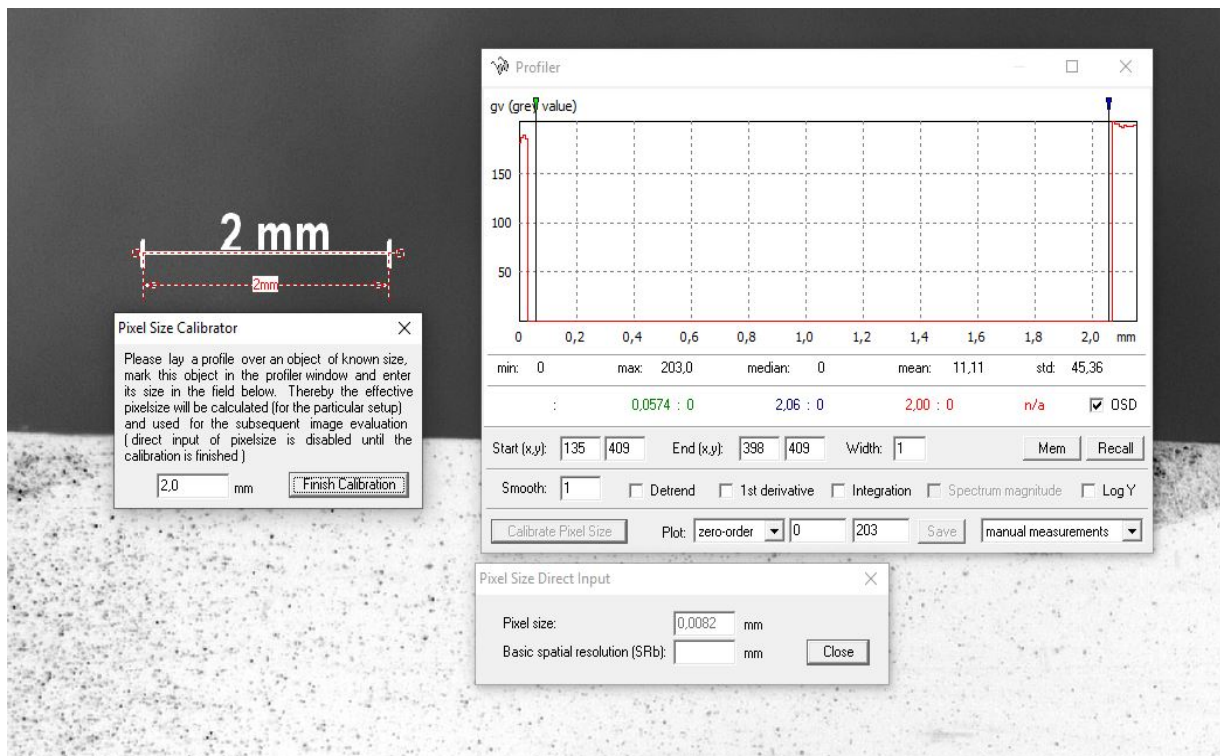 Profiler
gv (grey value)
150
100
50
0 0,2 0,4 0,6 0,8 1,0 1,2 1,4 1,6 1,8 2,0 mm
min: 0 max: 203,0 median: 0 mean: 11,11 std: 45,36
: 0,0574 : 0 2,06 : 0 2,00 : 0 n/a OSD
Start (x,y): 135 409 End (x,y): 398 409 Width: 1 Mem Recall
Smooth: 1 Detrend 1st derivative Integration Spectrum magnitude Log Y
Calibrate Pixel Size Plot: zero-order 0 203 Save manual measurements
2 mm
2mm
Pixel Size Calibrator
Please lay a profile over an object of known size,
mark this object in the profiler window and enter
its size in the field below. Thereby the effective
pixelsize will be calculated (for the particular setup)
and used for the subsequent image evaluation
( direct input of pixelsize is disabled until the
calibration is finished )
2,0 mm Finish Calibration
Pixel Size Direct Input
Pixel size: 0,0082 mm
Basic spatial resolution (SRb): mm Close